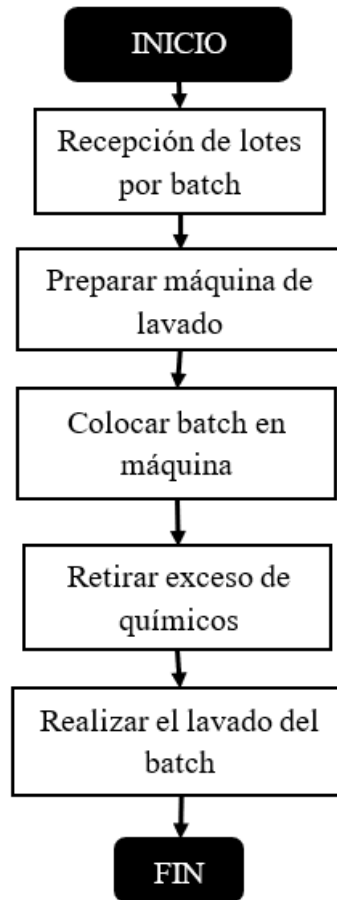 INICIO
Recepción de lotes
por batch
Preparar máquina de
lavado
Colocar batch en
máquina
Retirar exceso de
químicos
Realizar el lavado del
batch
FIN